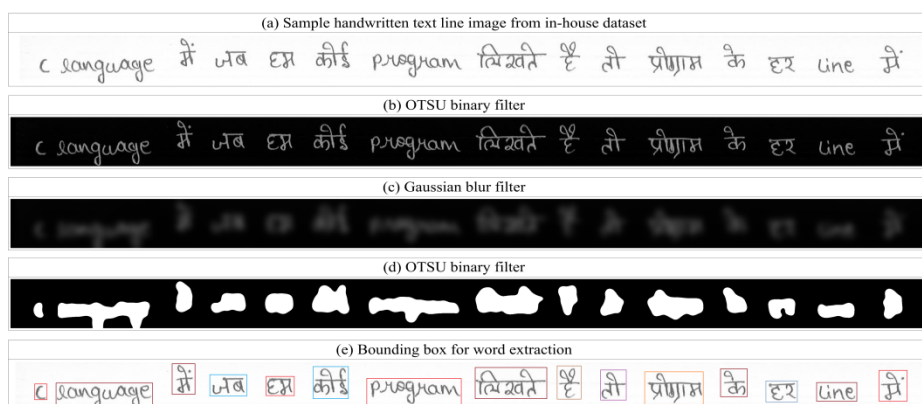 (a) Sample handwritten text line image from in-house dataset
c language में जब हम कोई program लिखते है तो प्रोग्राम के हर line में
(b) OTSU binary filter
c language में जब हम कोई program लिखते है तो प्रोग्राम के हर line में
(c) Gaussian blur filter
(d) OTSU binary filter
(e) Bounding box for word extraction
c language में जब हम कोई program लिखते है तो प्रोग्राम के हर line में